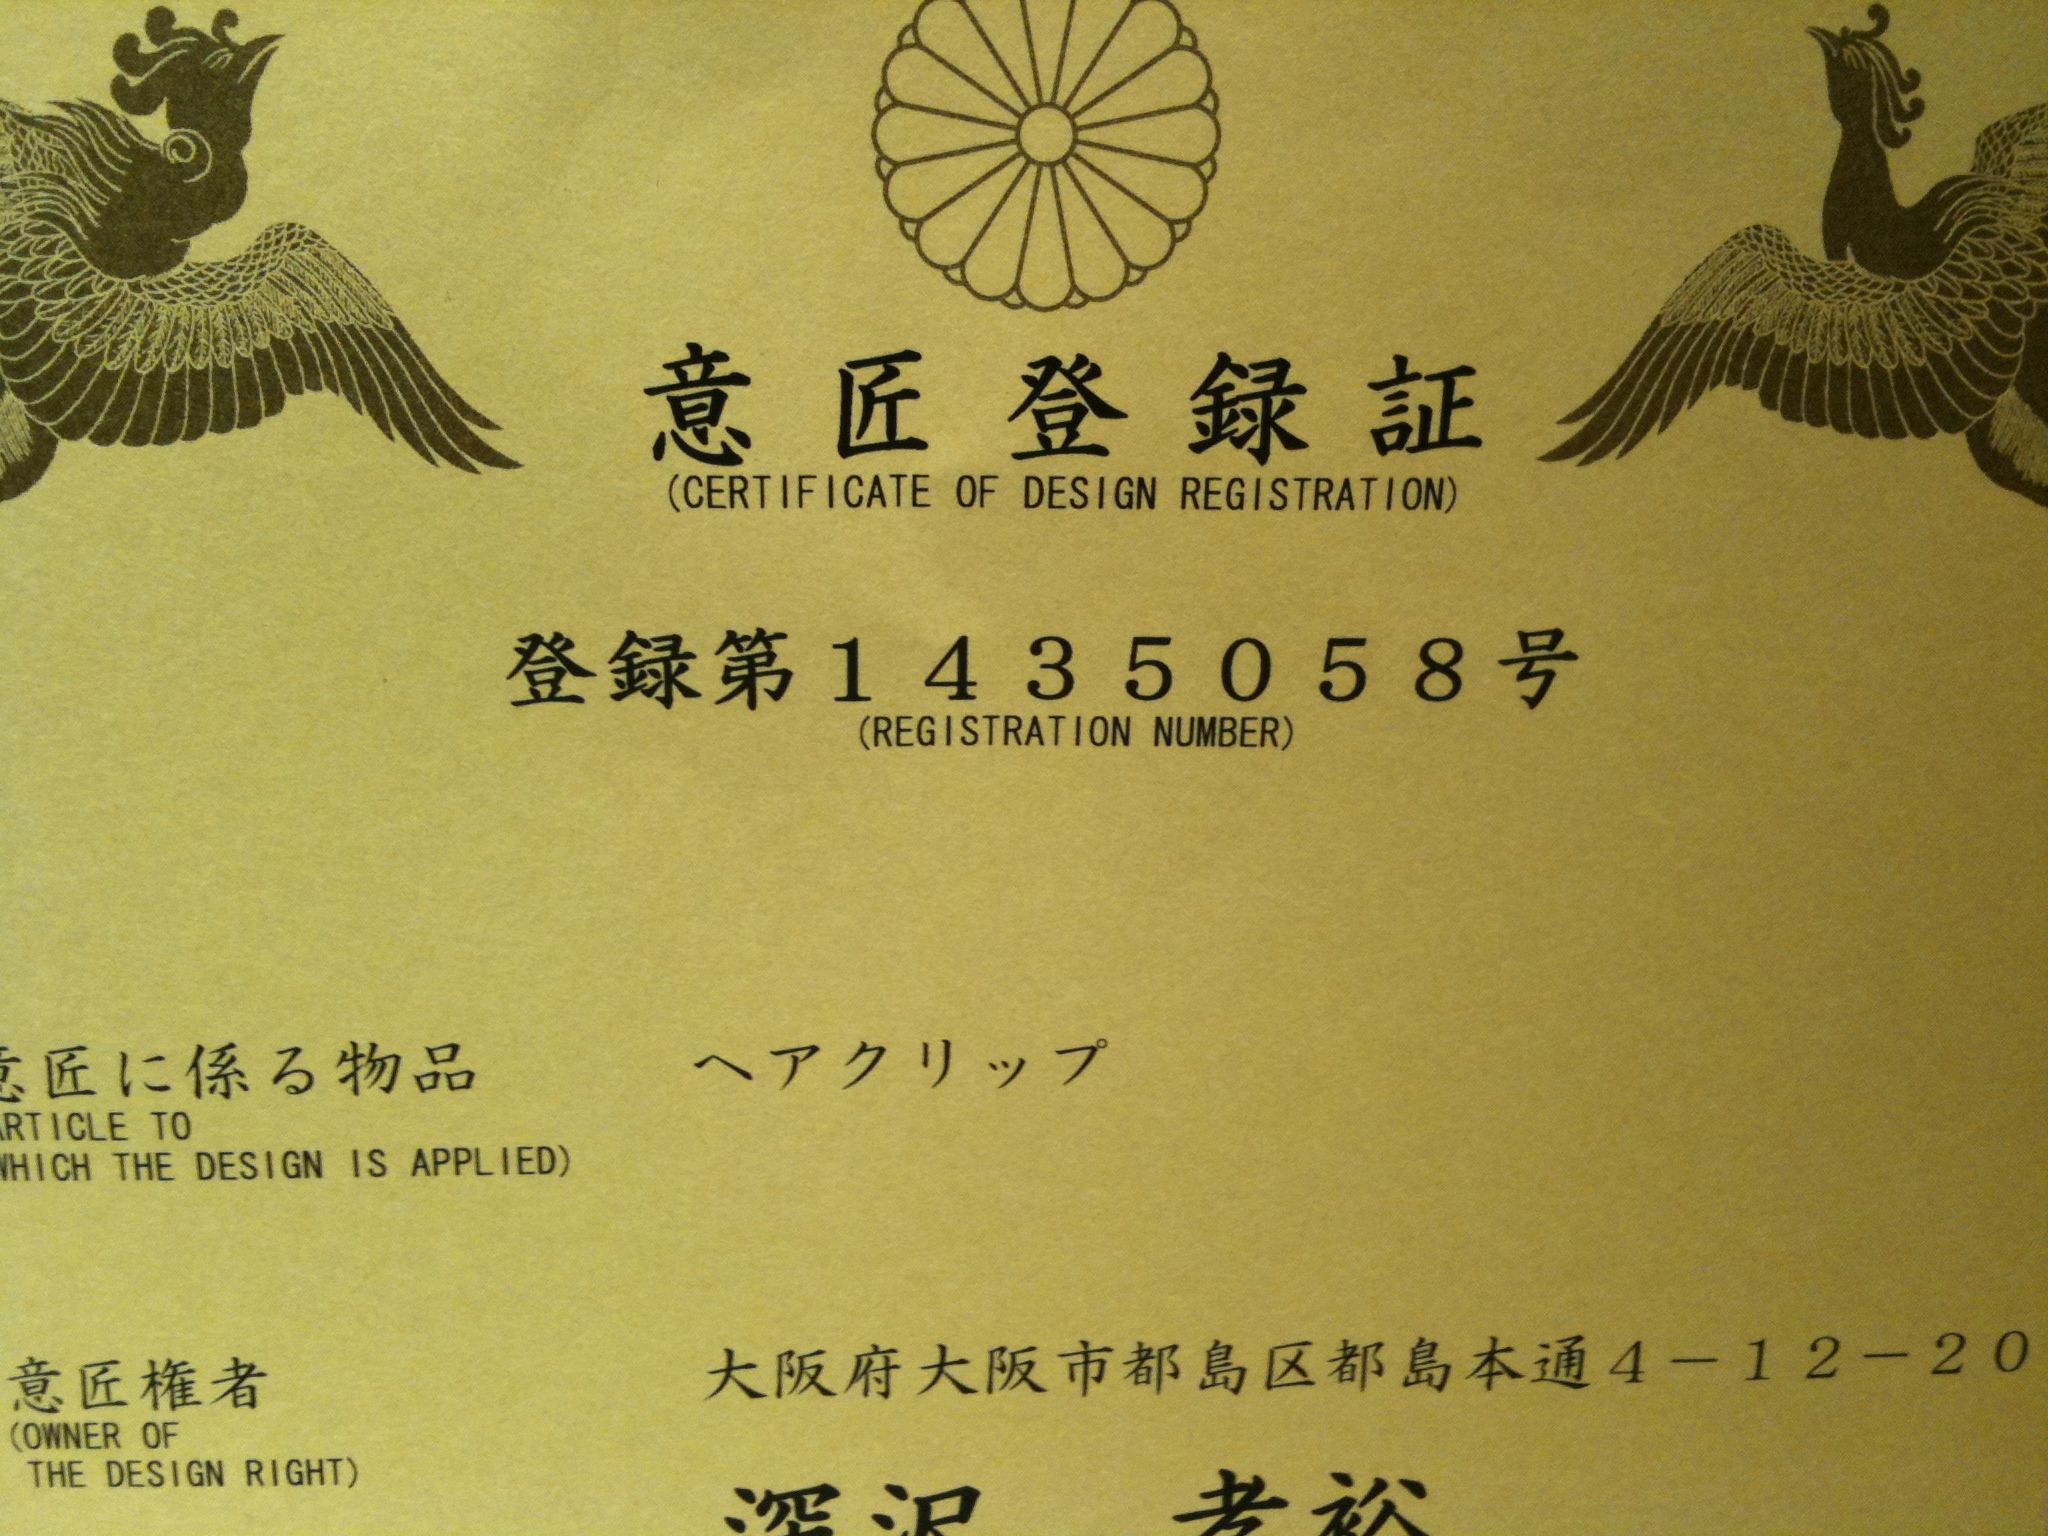 意匠登録証
(CERTIFICATE OF DESIGN REGISTRATION)
登録第１４３５０５８号
(REGISTRATION NUMBER)
意匠に係る物品 ヘアクリップ
ARTICLE TO
WHICH THE DESIGN IS APPLIED)
意匠権者 大阪府大阪市都島区都島本通４－１２－２０
(OWNER OF
THE DESIGN RIGHT)
深沢